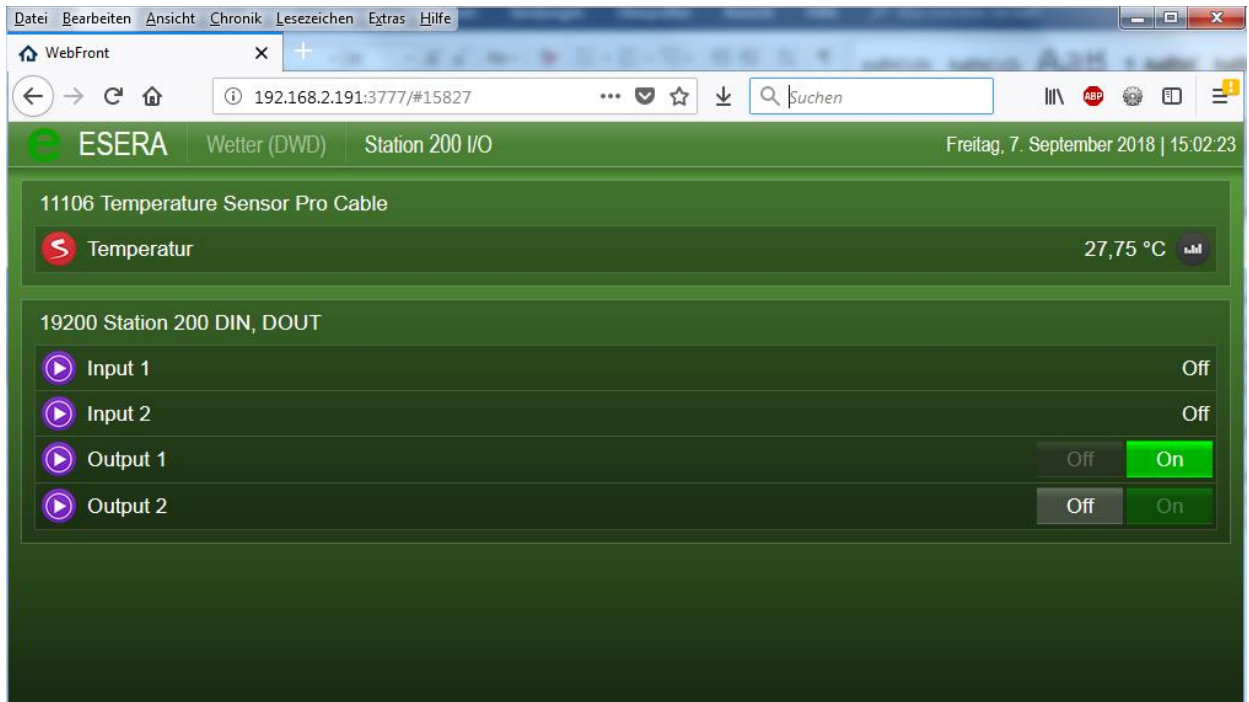 Datei Bearbeiten Ansicht Chronik Lesezeichen Extras Hilfe
WebFront
192.168.2.191:3777/#15827
Suchen
ABP
ESERA Wetter (DWD) Station 200 I/O Freitag, 7. September 2018 | 15:02:23
11106 Temperature Sensor Pro Cable
Temperatur 27,75 °C
19200 Station 200 DIN, DOUT
Input 1 Off
Input 2 Off
Output 1 Off On
Output 2 Off On